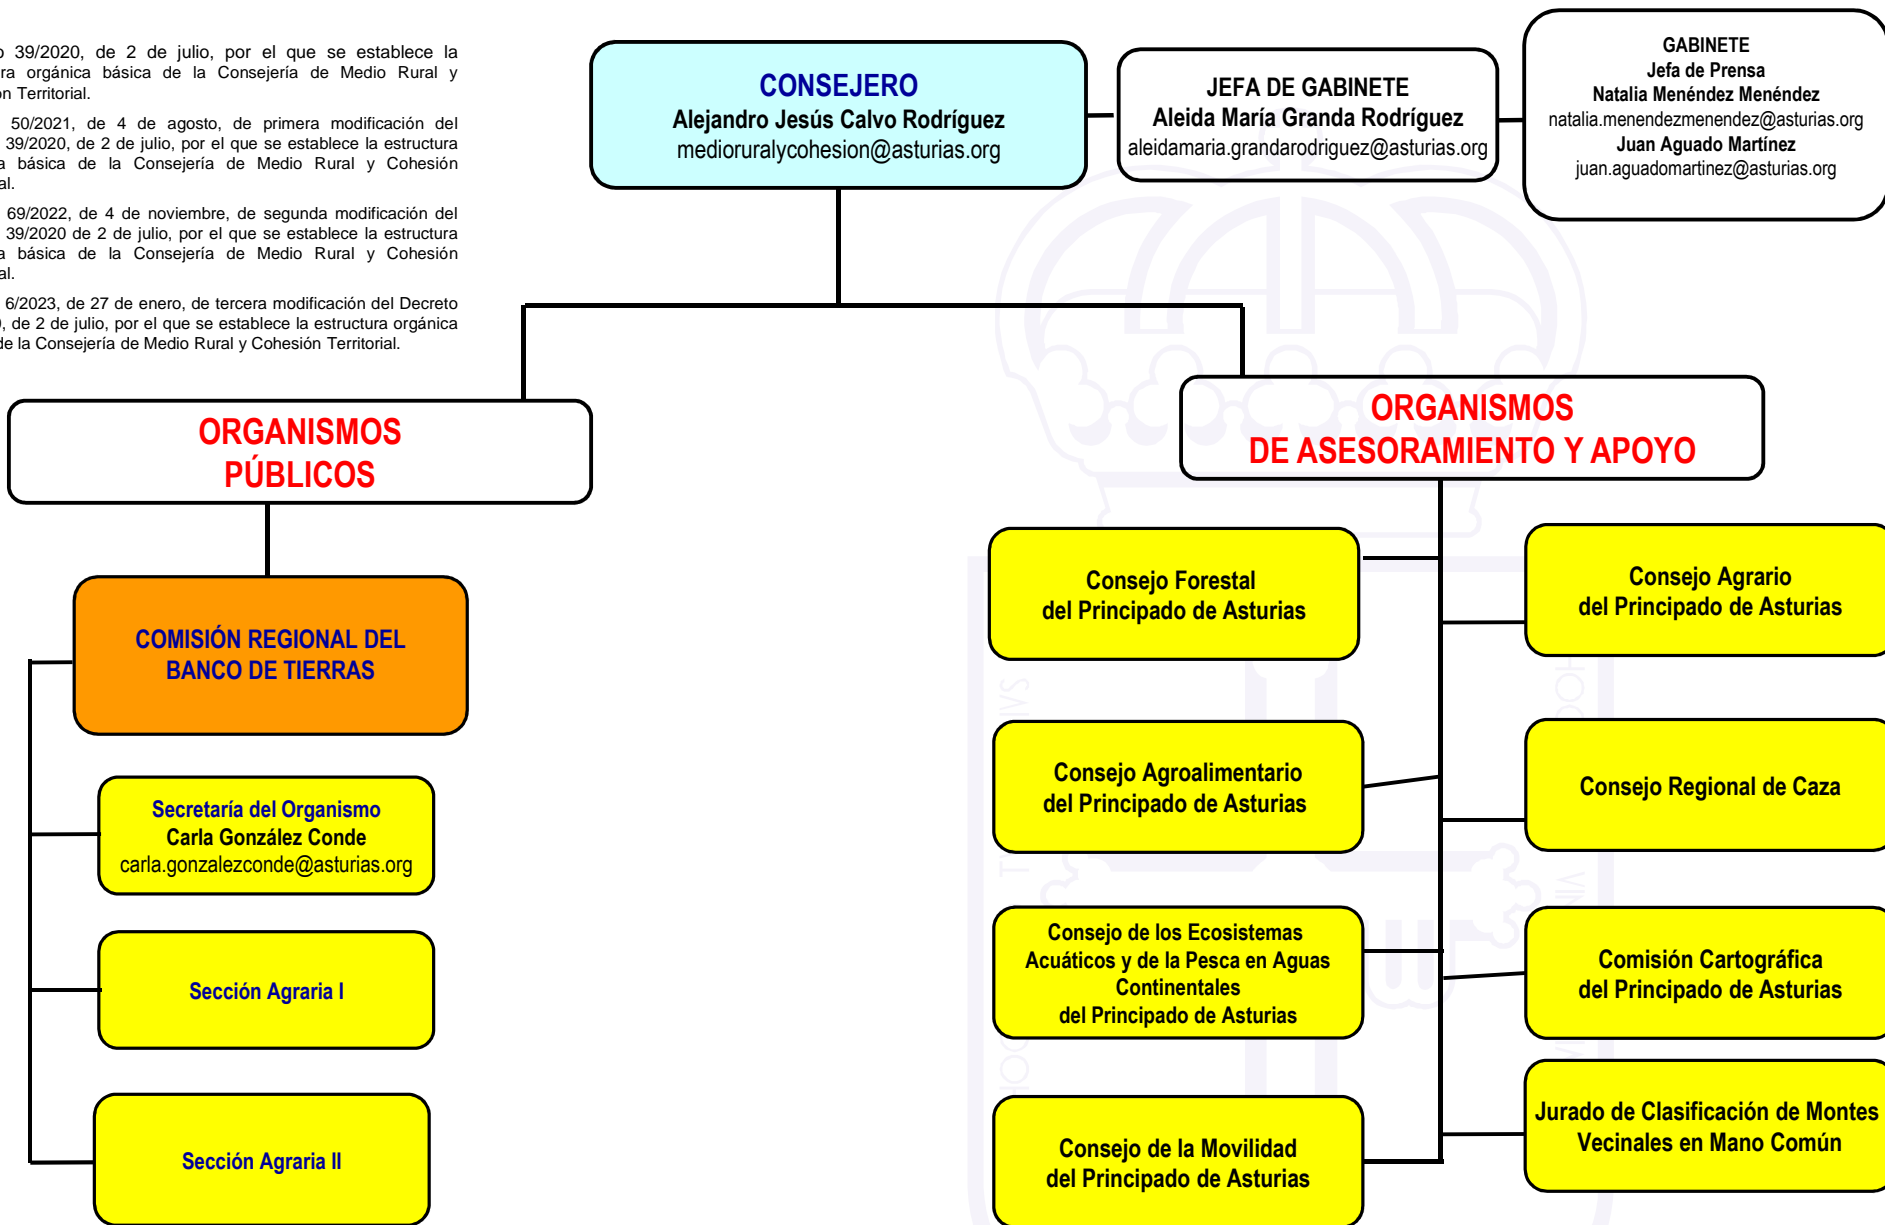 39/2020, de 2 de julio, por el que se establece la
orgánica básica de la Consejería de Medio Rural y
Territorial.
50/2021, de 4 de agosto, de primera modificación del
39/2020, de 2 de julio, por el que se establece la estructura
básica de la Consejería de Medio Rural y Cohesión
69/2022, de 4 de noviembre, de segunda modificación del
39/2020 de 2 de julio, por el que se establece la estructura
básica de la Consejería de Medio Rural y Cohesión
6/2023, de 27 de enero, de tercera modificación del Decreto
de 2 de julio, por el que se establece la estructura orgánica
de la Consejería de Medio Rural y Cohesión Territorial.
CONSEJERO
Alejandro Jesús Calvo Rodríguez
medioruralycohesion@asturias.org
JEFA DE GABINETE
Aleida María Granda Rodríguez
aleidamaria.grandarodriguez@asturias.org
GABINETE
Jefa de Prensa
Natalia Menéndez Menéndez
natalia.menendezmenendez@asturias.org
Juan Aguado Martínez
juan.aguadomartinez@asturias.org
ORGANISMOS
PÚBLICOS
COMISIÓN REGIONAL DEL
BANCO DE TIERRAS
Secretaría del Organismo
Carla González Conde
carla.gonzalezconde@asturias.org
Sección Agraria I
Sección Agraria II
ORGANISMOS
DE ASESORAMIENTO Y APOYO
Consejo Forestal
del Principado de Asturias
Consejo Agrario
del Principado de Asturias
Consejo Agroalimentario
del Principado de Asturias
Consejo Regional de Caza
Consejo de los Ecosistemas
Acuáticos y de la Pesca en Aguas
Continentales
del Principado de Asturias
Comisión Cartográfica
del Principado de Asturias
Consejo de la Movilidad
del Principado de Asturias
Jurado de Clasificación de Montes
Vecinales en Mano Común